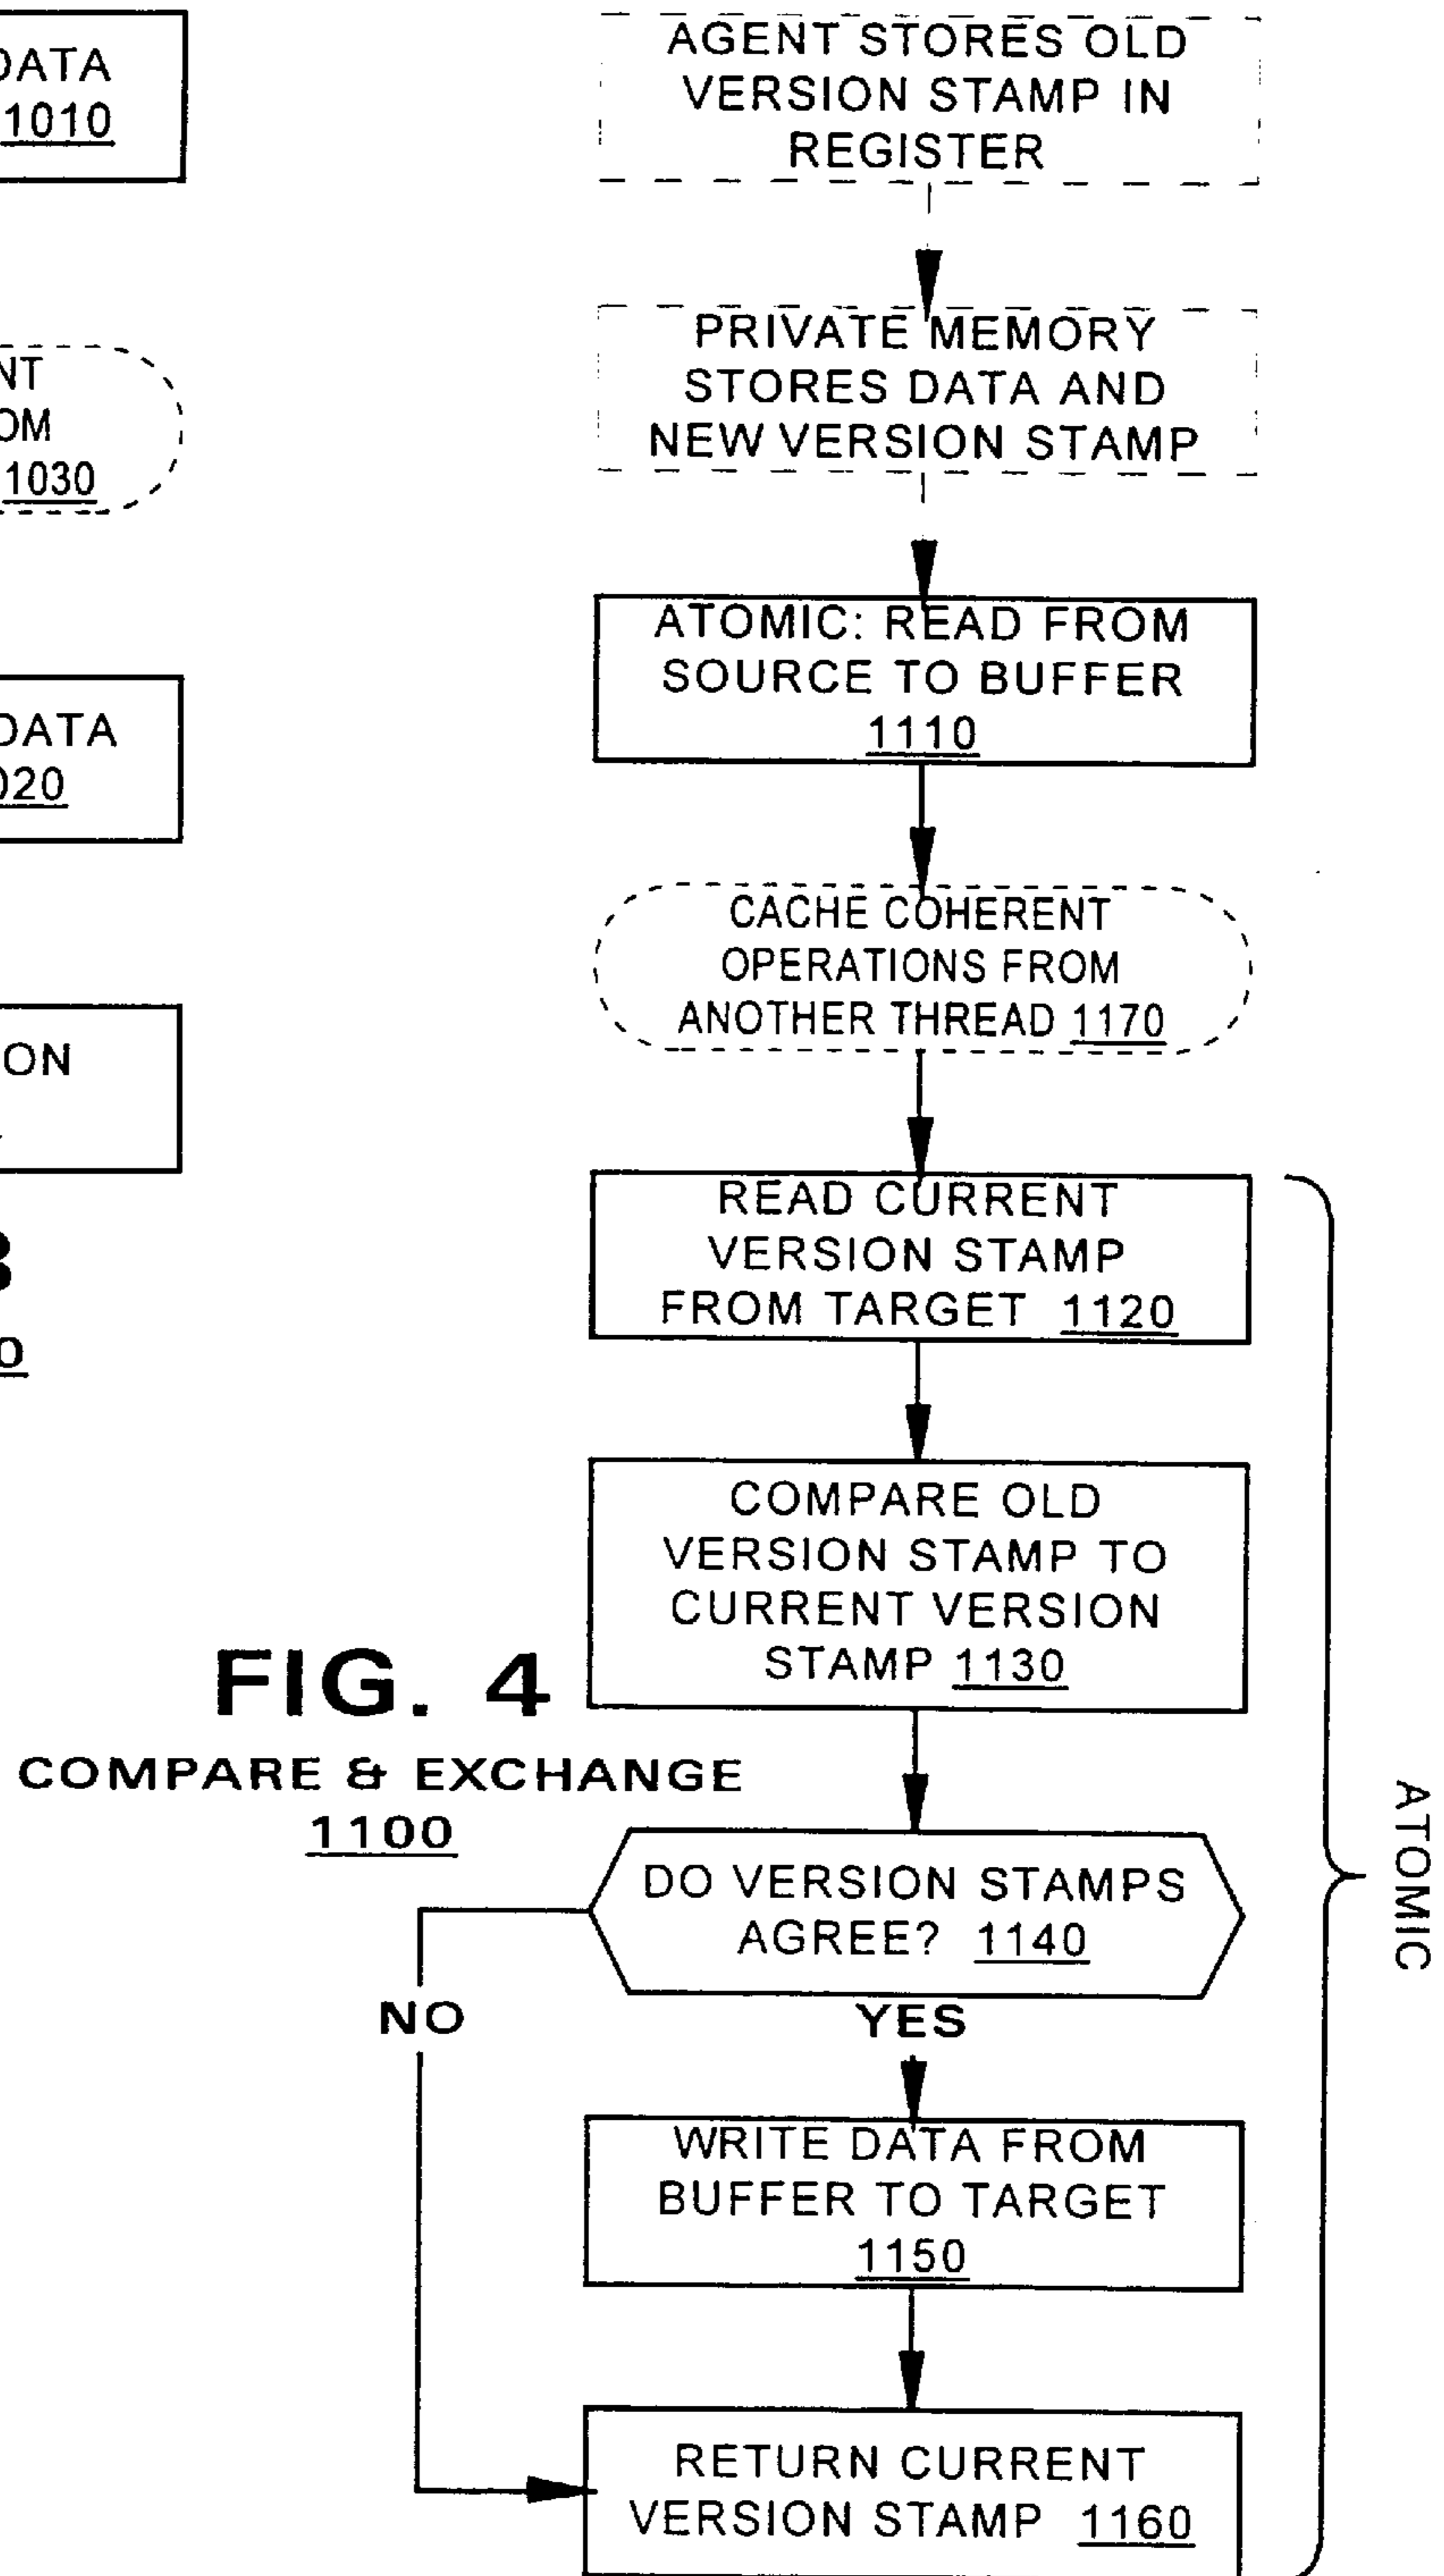 DATA
1010
NT
OM
1030
DATA
020
ON
B
0
AGENT STORES OLD
VERSION STAMP IN
REGISTER
PRIVATE MEMORY
STORES DATA AND
NEW VERSION STAMP
ATOMIC: READ FROM
SOURCE TO BUFFER
1110
CACHE COHERENT
OPERATIONS FROM
ANOTHER THREAD 1170
READ CURRENT
VERSION STAMP
FROM TARGET 1120
COMPARE OLD
VERSION STAMP TO
CURRENT VERSION
STAMP 1130
FIG. 4
COMPARE & EXCHANGE
1100
DO VERSION STAMPS
AGREE? 1140
NO
YES
WRITE DATA FROM
BUFFER TO TARGET
1150
RETURN CURRENT
VERSION STAMP 1160
ATOMIC